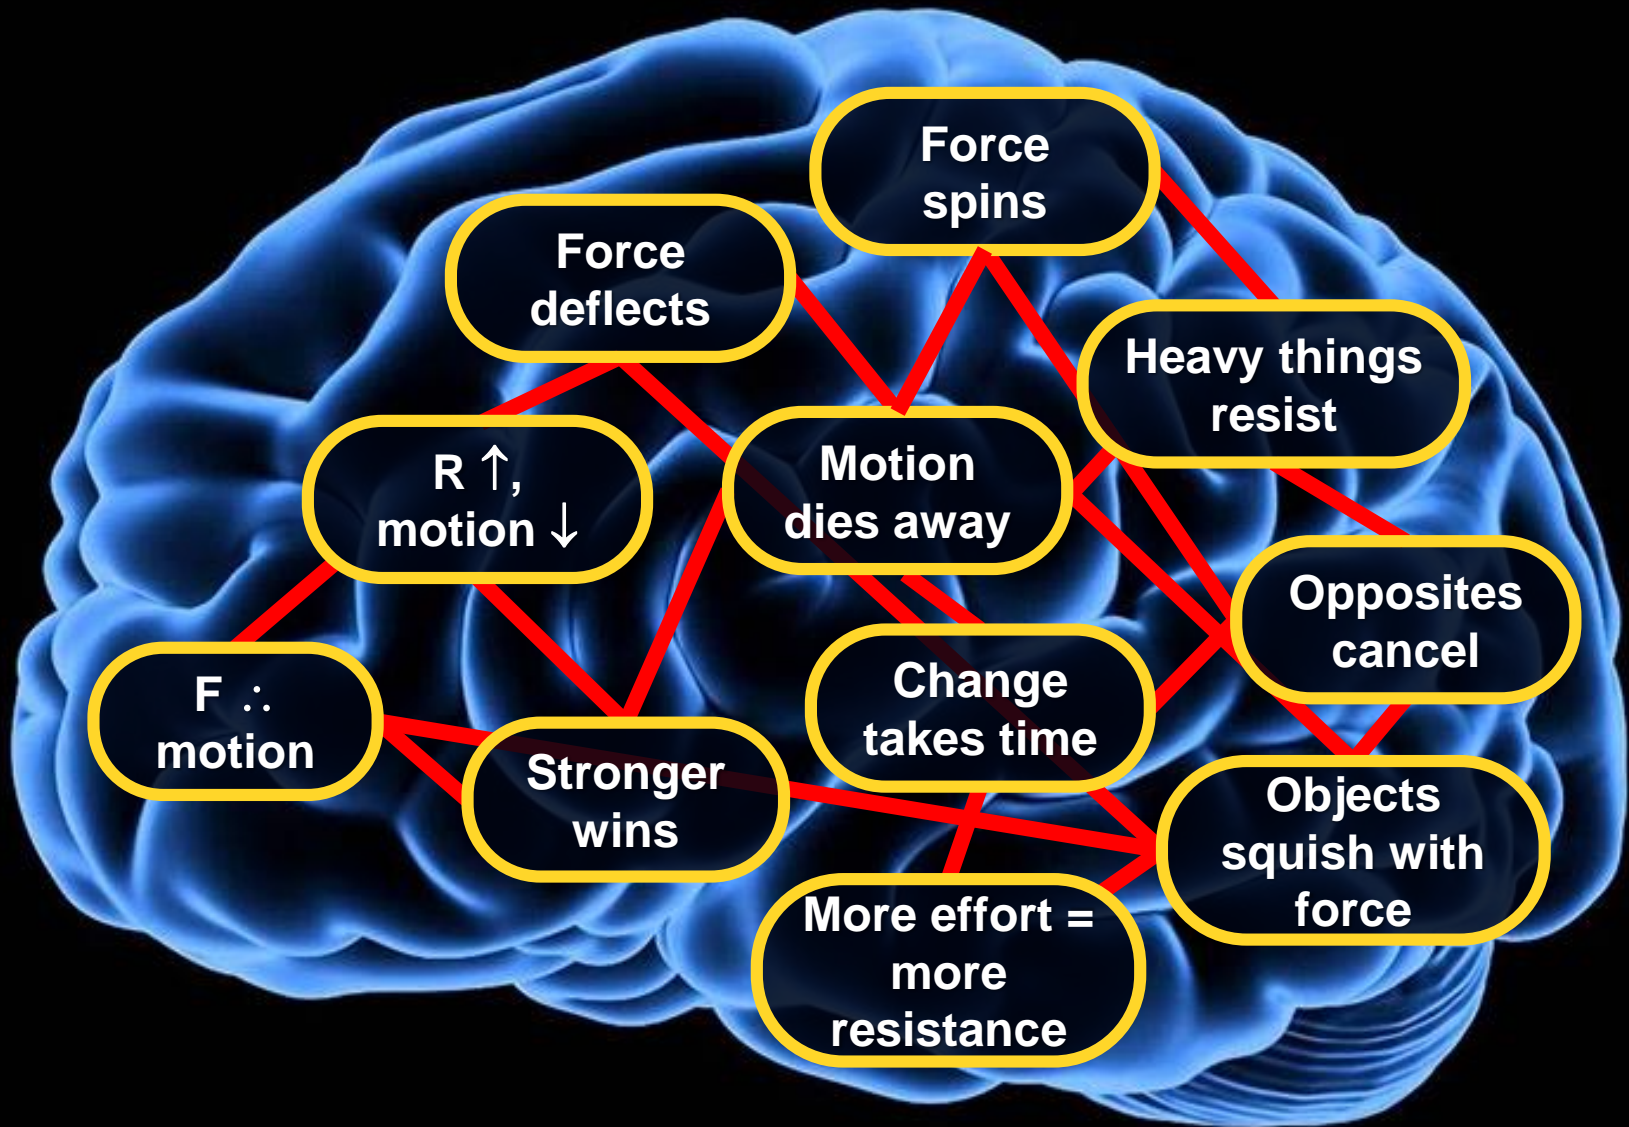 Force
spins
Force
deflects
Heavy things
resist
R ↑,
motion ↓
Motion
dies away
Opposites
cancel
F ∴
motion
Change
takes time
Stronger
wins
Objects
squish with
force
More effort =
more
resistance